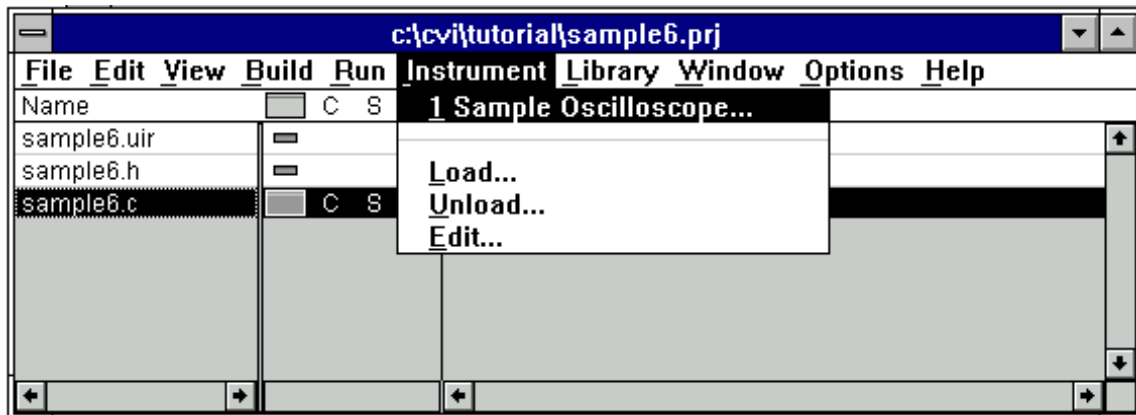 c:\cvi\tutorial\sample6.prj
File Edit View Build Run Instrument Library Window Options Help
Name C S 1 Sample Oscilloscope...
sample6.uir
sample6.h Load...
sample6.c C S Unload...
Edit...